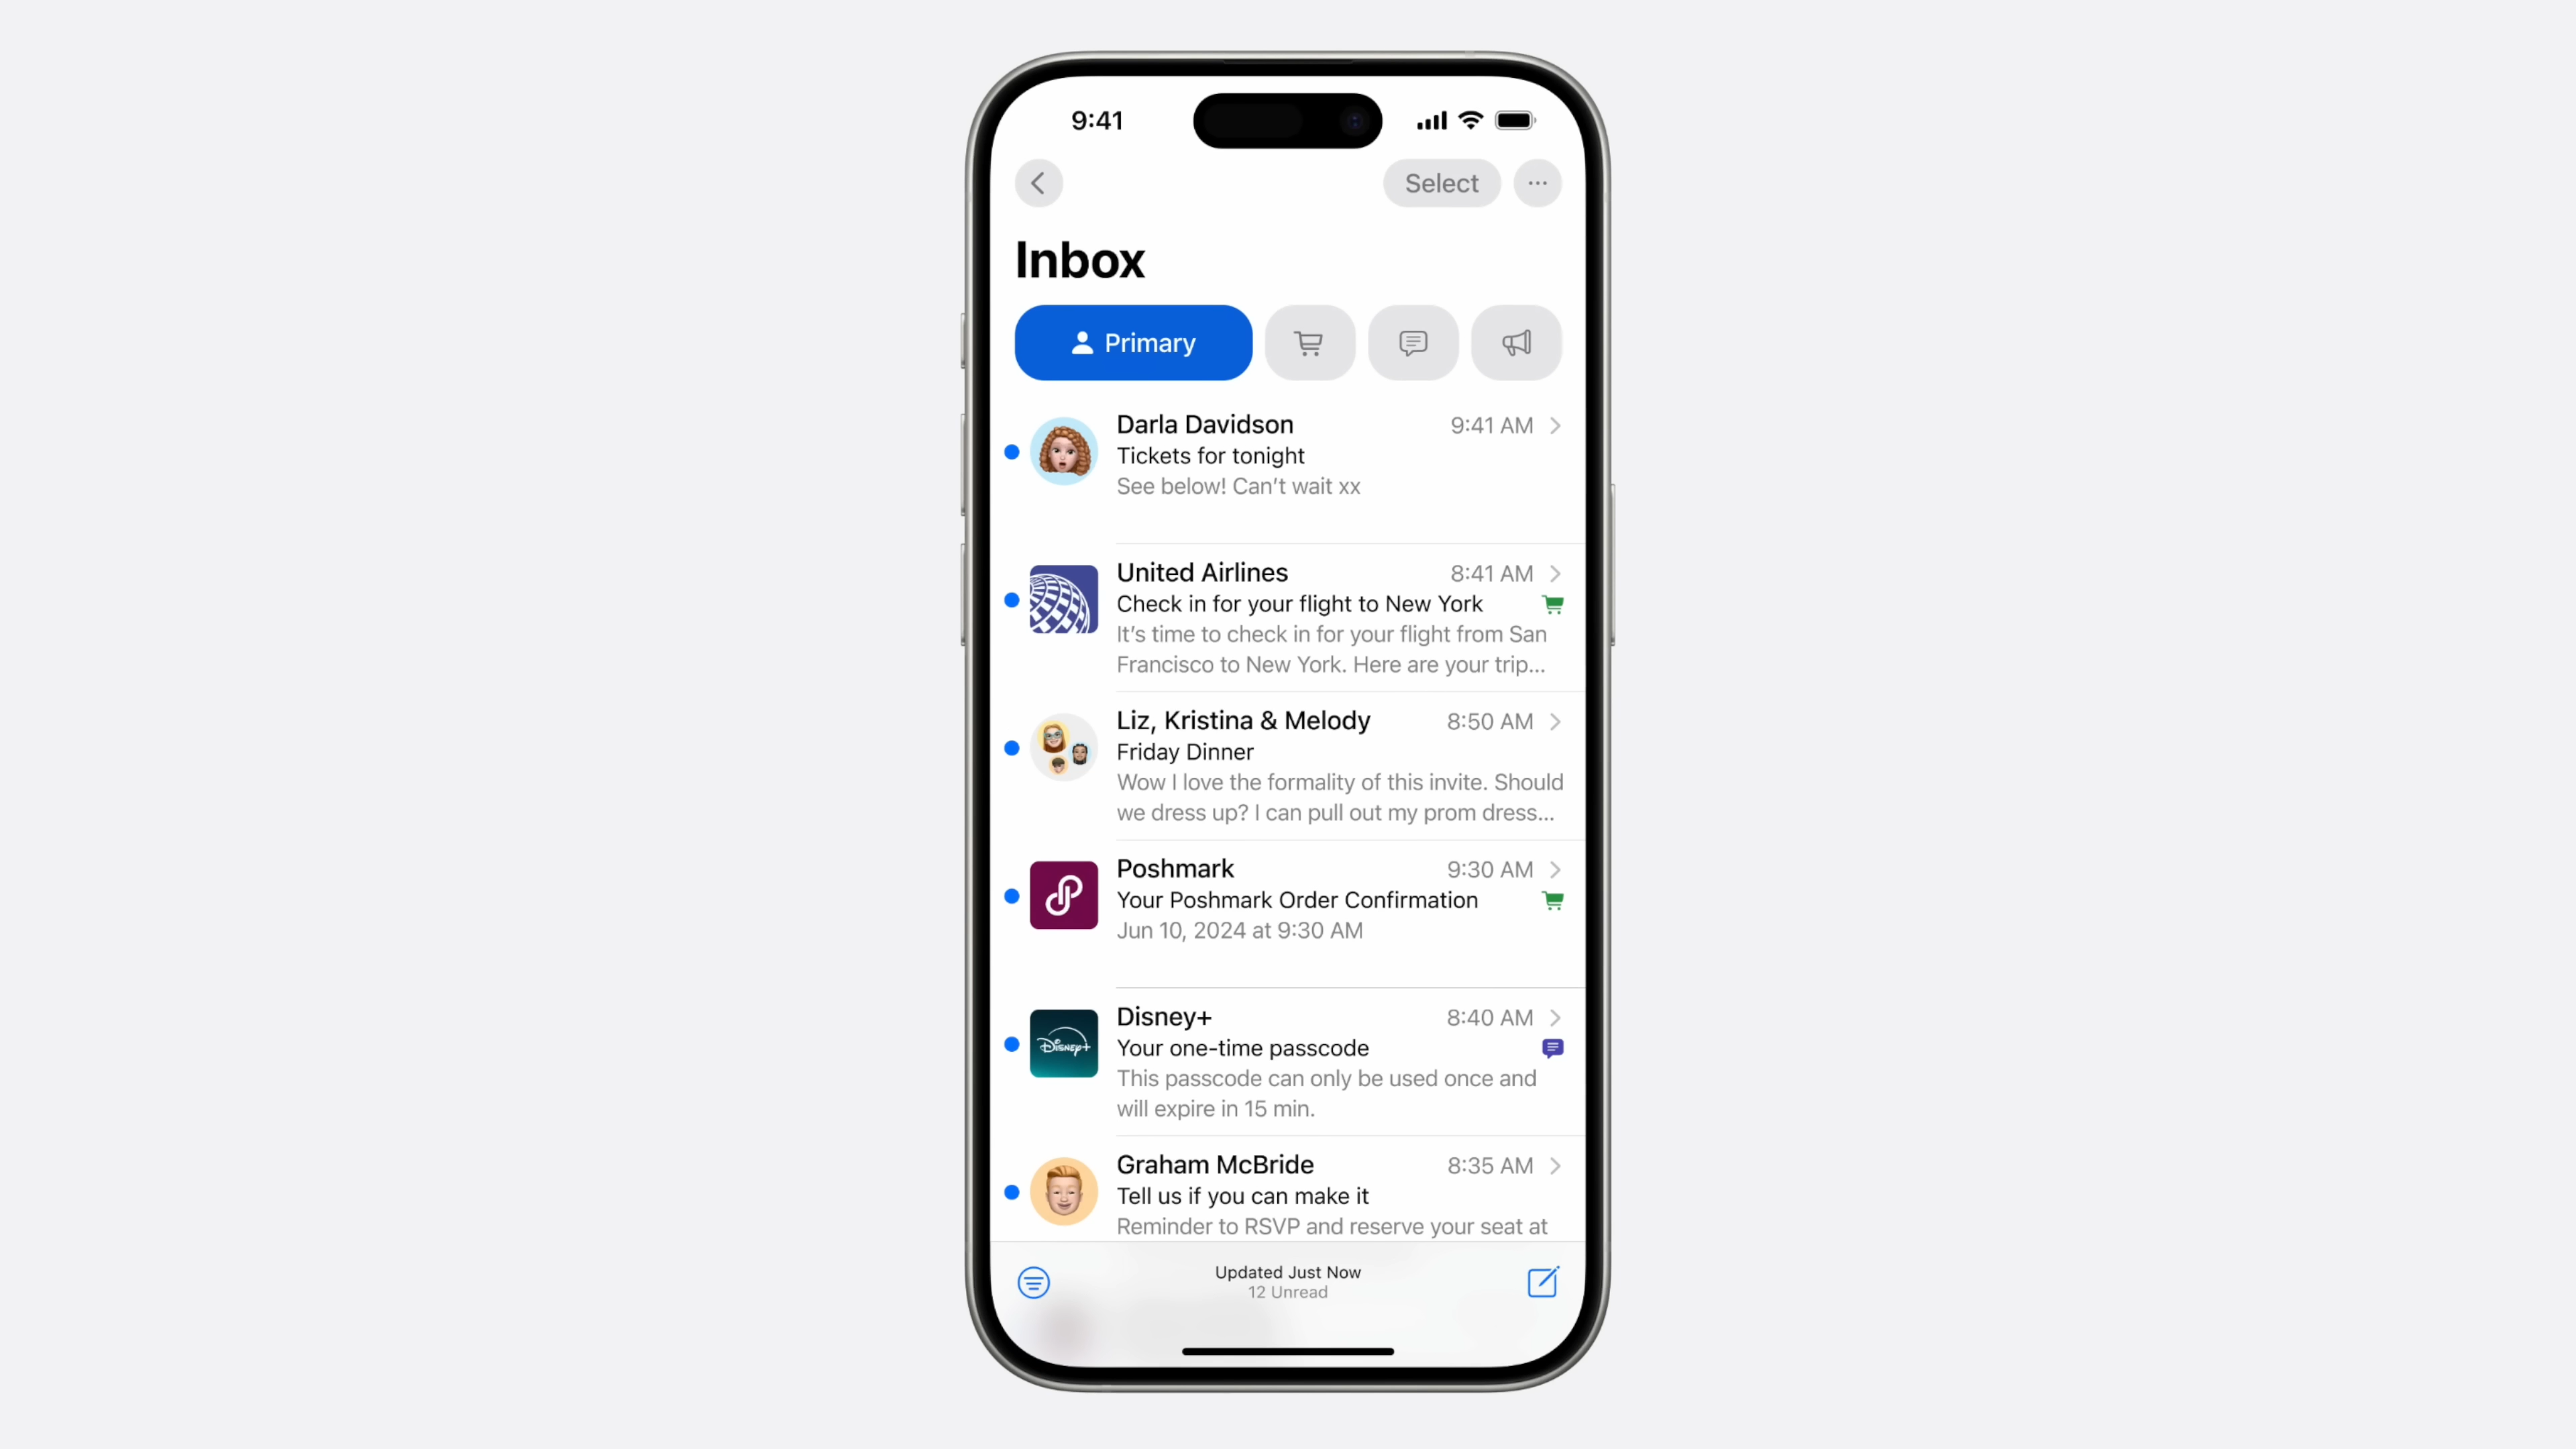 9:41
Select
Inbox
Primary
Darla Davidson 9:41 AM
Tickets for tonight
See below! Can't wait xx
United Airlines 8:41 AM
Check in for your flight to New York
It's time to check in for your flight from San
Francisco to New York. Here are your trip...
Liz, Kristina & Melody 8:50 AM
Friday Dinner
Wow I love the formality of this invite. Should
we dress up? I can pull out my prom dress...
Poshmark 9:30 AM
Your Poshmark Order Confirmation
Jun 10, 2024 at 9:30 AM
Disney+ 8:40 AM
Disney+
Your one-time passcode
This passcode can only be used once and
will expire in 15 min.
Graham McBride 8:35 AM
Tell us if you can make it
Reminder to RSVP and reserve your seat at
Updated Just Now
12 Unread